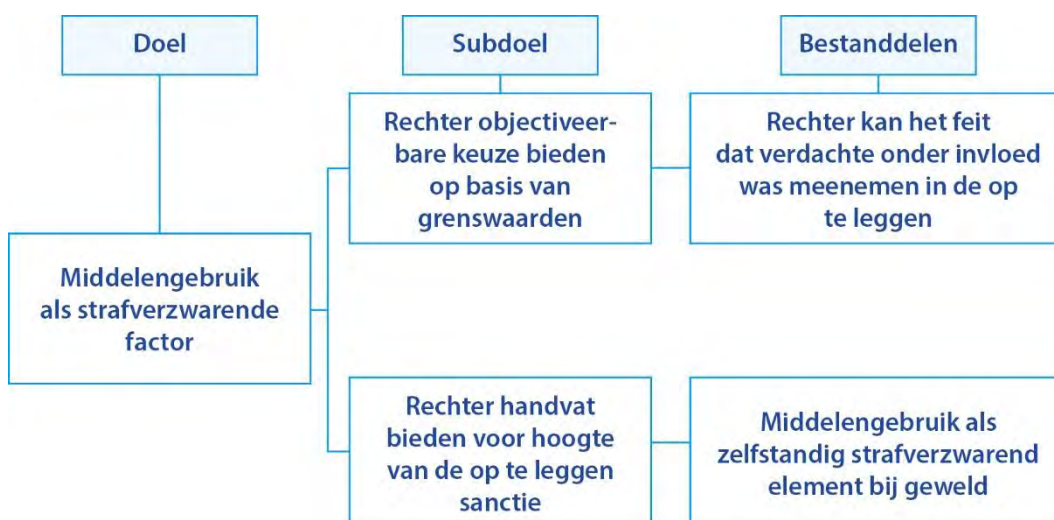 Doel
Subdoel
Bestanddelen
Middelengebruik
als strafverzwarende
factor
Rechter objectiveer-
bare keuze bieden
op basis van
grenswaarden
Rechter kan het feit
dat verdachte onder invloed
was meenemen in de op
te leggen
Rechter handvat
bieden voor hoogte
van de op te leggen
sanctie
Middelengebruik als
zelfstandig strafverzwarend
element bij geweld